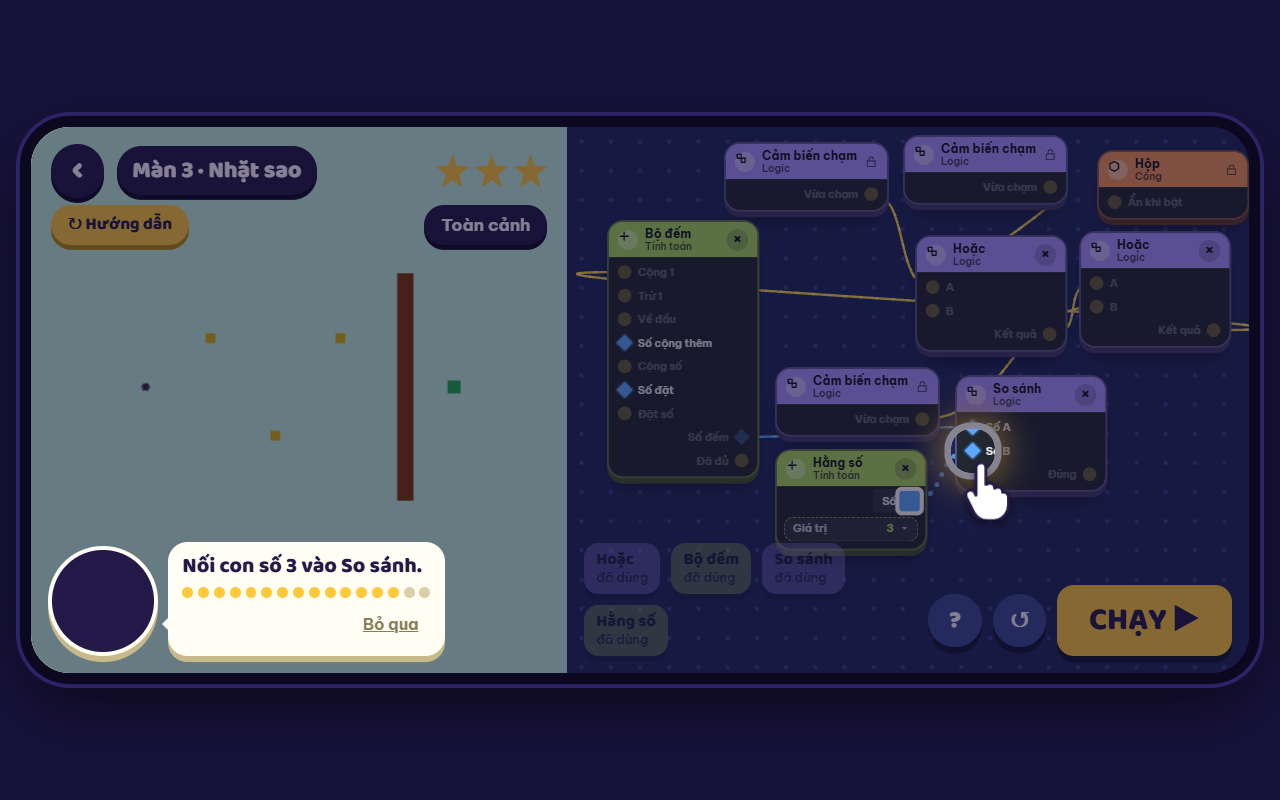 Màn 3 • Nhặt sao
↻ Hướng dẫn
Toàn cảnh
Nối con số 3 vào So sánh.
Bỏ qua
Cảm biến chạm
Logic
Vừa chạm
Cảm biến chạm
Logic
Vừa chạm
Hộp
Cổng
Ẩn khi bật
Bộ đếm
Tính toán
Cộng 1
Trừ 1
Về đầu
Số cộng thêm
Cộng số
Số đặt
Đặt số
Số đếm
Đã đủ
Hoặc
Logic
A
B
Kết quả
Hoặc
Logic
A
B
Kết quả
Cảm biến chạm
Logic
Vừa chạm
So sánh
Logic
Số A
Số B
Đúng
Hằng số
Tính toán
Số
Giá trị 3
Hoặc
đã dùng
Bộ đếm
đã dùng
So sánh
đã dùng
Hằng số
đã dùng
?
CHẠY